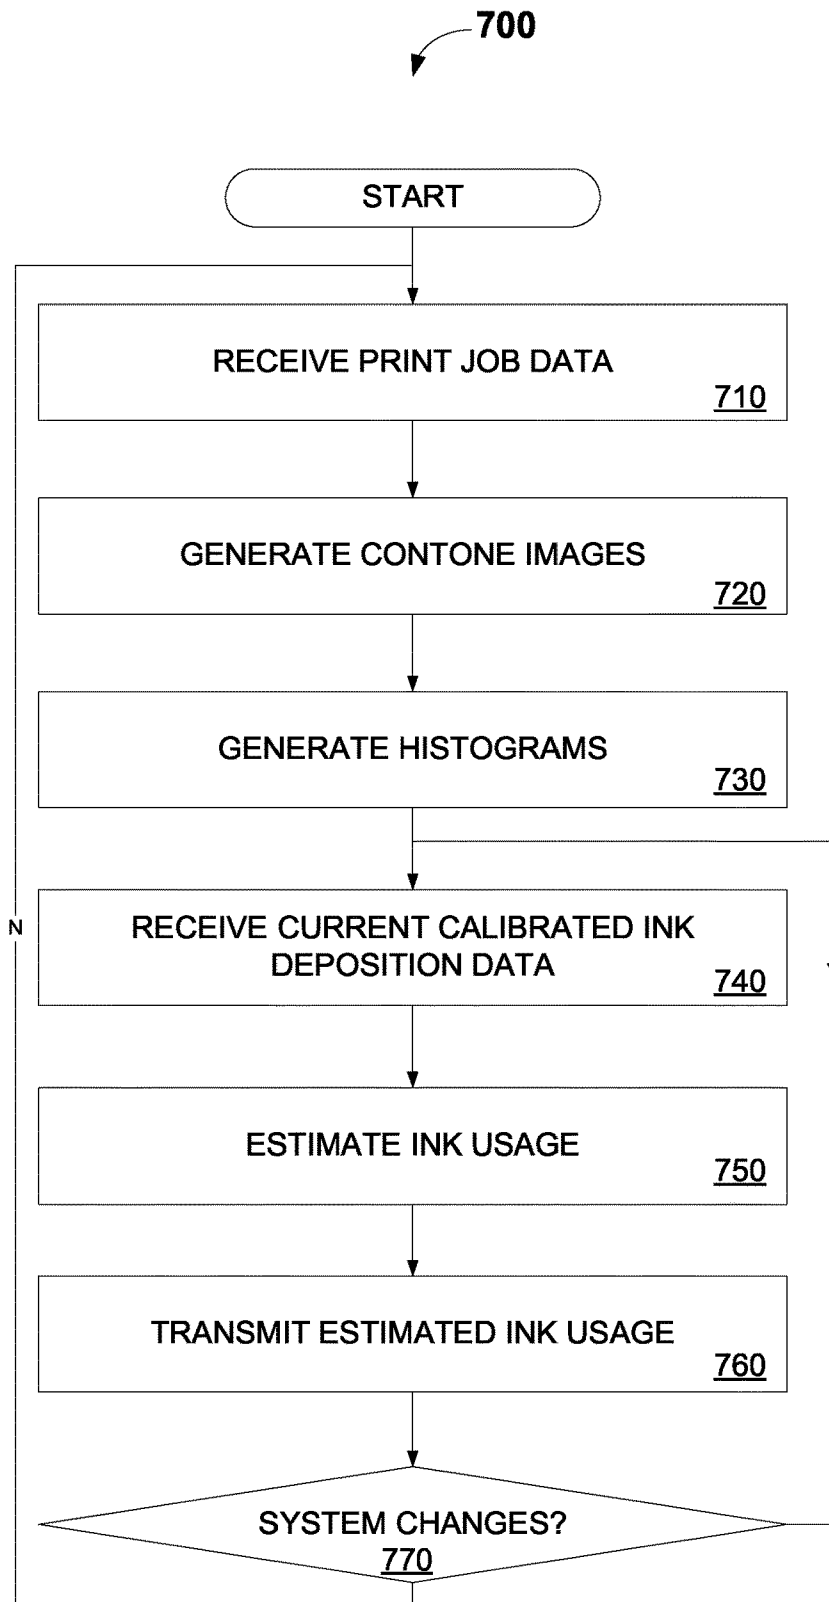 700
START
RECEIVE PRINT JOB DATA
710
GENERATE CONTONE IMAGES
720
GENERATE HISTOGRAMS
730
RECEIVE CURRENT CALIBRATED INK
DEPOSITION DATA
740
N
ESTIMATE INK USAGE
750
TRANSMIT ESTIMATED INK USAGE
760
SYSTEM CHANGES?
770